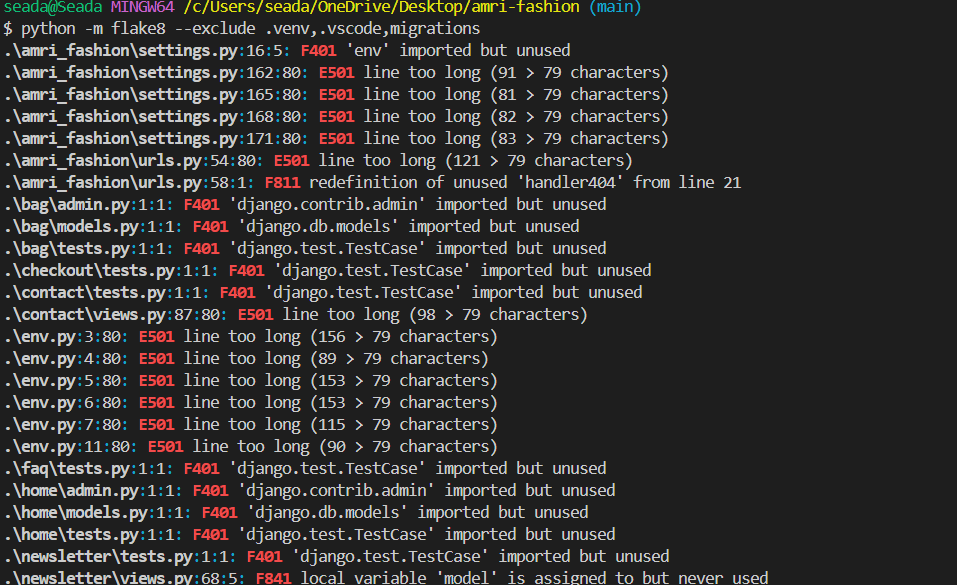 seada@Seada MINGW64 /c/Users/seada/OneDrive/Desktop/amri-fashion (main)
$ python -m flake8 --exclude .venv,.vscode,migrations
.\amri_fashion\settings.py:16:5: F401 'env' imported but unused
.\amri_fashion\settings.py:162:80: E501 line too long (91 > 79 characters)
.\amri_fashion\settings.py:165:80: E501 line too long (81 > 79 characters)
.\amri_fashion\settings.py:168:80: E501 line too long (82 > 79 characters)
.\amri_fashion\settings.py:171:80: E501 line too long (83 > 79 characters)
.\amri_fashion\urls.py:54:80: E501 line too long (121 > 79 characters)
.\amri_fashion\urls.py:58:1: F811 redefinition of unused 'handler404' from line 21
.\bag\admin.py:1:1: F401 'django.contrib.admin' imported but unused
.\bag\models.py:1:1: F401 'django.db.models' imported but unused
.\bag\tests.py:1:1: F401 'django.test.TestCase' imported but unused
.\checkout\tests.py:1:1: F401 'django.test.TestCase' imported but unused
.\contact\tests.py:1:1: F401 'django.test.TestCase' imported but unused
.\contact\views.py:87:80: E501 line too long (98 > 79 characters)
.\env.py:3:80: E501 line too long (156 > 79 characters)
.\env.py:4:80: E501 line too long (89 > 79 characters)
.\env.py:5:80: E501 line too long (153 > 79 characters)
.\env.py:6:80: E501 line too long (153 > 79 characters)
.\env.py:7:80: E501 line too long (115 > 79 characters)
.\env.py:11:80: E501 line too long (90 > 79 characters)
.\faq\tests.py:1:1: F401 'django.test.TestCase' imported but unused
.\home\admin.py:1:1: F401 'django.contrib.admin' imported but unused
.\home\models.py:1:1: F401 'django.db.models' imported but unused
.\home\tests.py:1:1: F401 'django.test.TestCase' imported but unused
.\newsletter\tests.py:1:1: F401 'django.test.TestCase' imported but unused
.\newsletter\views.py:68:5: F841 local variable 'model' is assigned to but never used